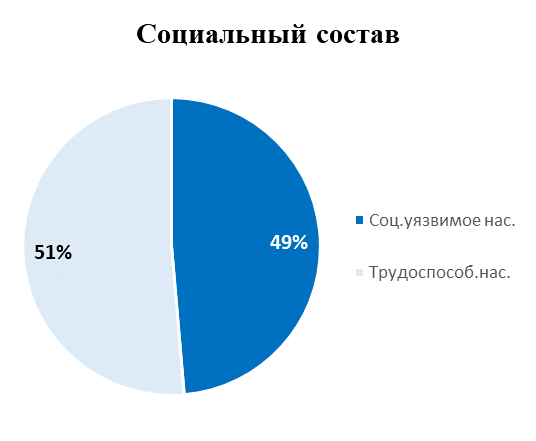 Социальный состав
49%
51%
Соц.уязвимое нас.
Трудоспособ.нас.